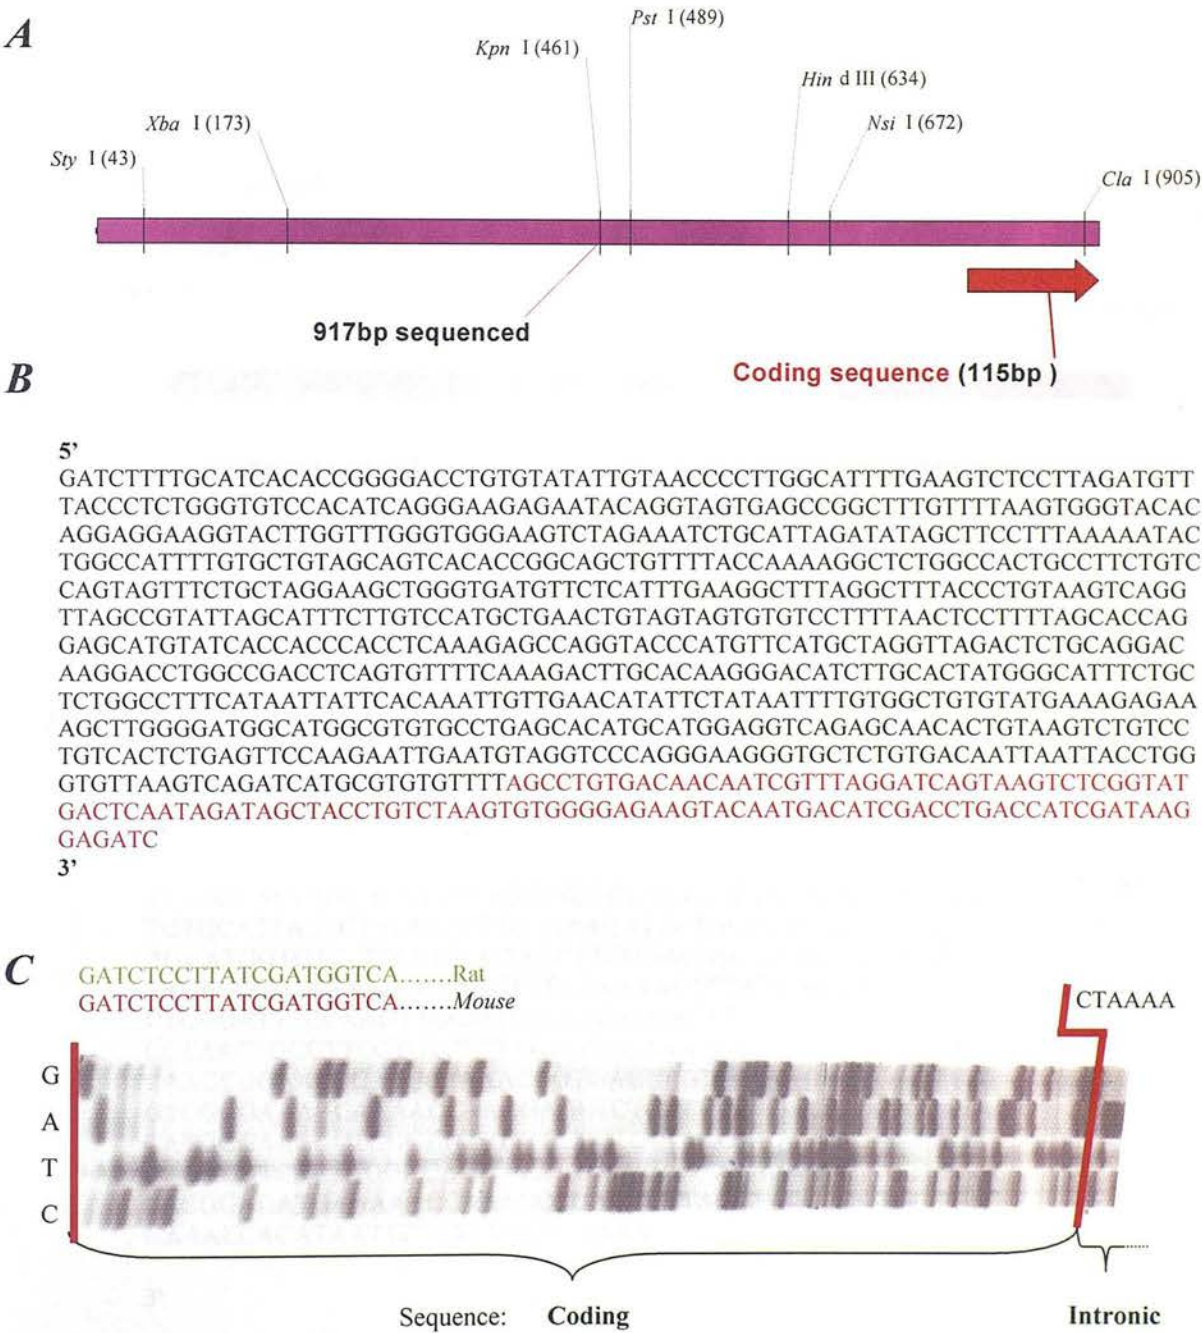 A
Pst I (489)
Kpn I (461)
Hin d III (634)
Xba I (173)
Nsi I (672)
Sty I (43)
Cla I (905)
917bp sequenced
Coding sequence (115bp )
B
5’
GATCTTTTGCATCACACCGGGGACCTGTGTATATTGTAACCCCTTGGCATTTTGAAGTCTCCTTAGATGTT
TACCCTCTGGGTGTCCACATCAGGGAAGAGAATACAGGTAGTGAGCCGGCTTTGTTTTAAGTGGGTACAC
AGGAGGAAGGTACTTGGTTTGGGTGGGAAGTCTAGAAATCTGCATTAGATATAGCTTCCTTTAAAAATAC
TGGCCATTTTGTGCTGTAGCAGTCACACCGGCAGCTGTTTTACCAAAAGGCTCTGGCCACTGCCTTCTGTC
CAGTAGTTTCTGCTAGGAAGCTGGGTGATGTTCTCATTTGAAGGCTTTAGGCTTTACCCTGTAAGTCAGG
TTAGCCGTATTAGCATTTCTTGTCCATGCTGAACTGTAGTAGTGTGTCCTTTTAACTCCTTTTAGCACCAG
GAGCATGTATCACCACCCACCTCAAAGAGCCAGGTACCCATGTTCATGCTAGGTTAGACTCTGCAGGAC
AAGGACCTGGCCGACCTCAGTGTTTTCAAAGACTTGCACAAGGGACATCTTGCACTATGGGCATTTCTGC
TCTGGCCTTTCATAATTATTCACAAATTGTTGAACATATTCTATAATTTTGTGGCTGTGTATGAAAGAGAA
AGCTTGGGGATGGCATGGCGTGTGCCTGAGCACATGCATGGAGGTCAGAGCAACACTGTAAGTCTGTCC
TGTCACTCTGAGTTCCAAGAATTGAATGTAGGTCCCAGGGAAGGGTGCTCTGTGACAATTAATTACCTGG
GTGTTAAGTCAGATCATGCGTGTGTTTTAGCCTGTGACAACAATCGTTTAGGATCAGTAAGTCTCGGTAT
GACTCAATAGATAGCTACCTGTCTAAGTGTGGGGAGAAGTACAATGACATCGACCTGACCATCGATAAG
GAGATC
3’
C
GATCTCCTTATCGATGGTCA.......Rat
GATCTCCTTATCGATGGTCA.......Mouse
CTAAAA
G
A
T
C
Sequence: Coding Intronic